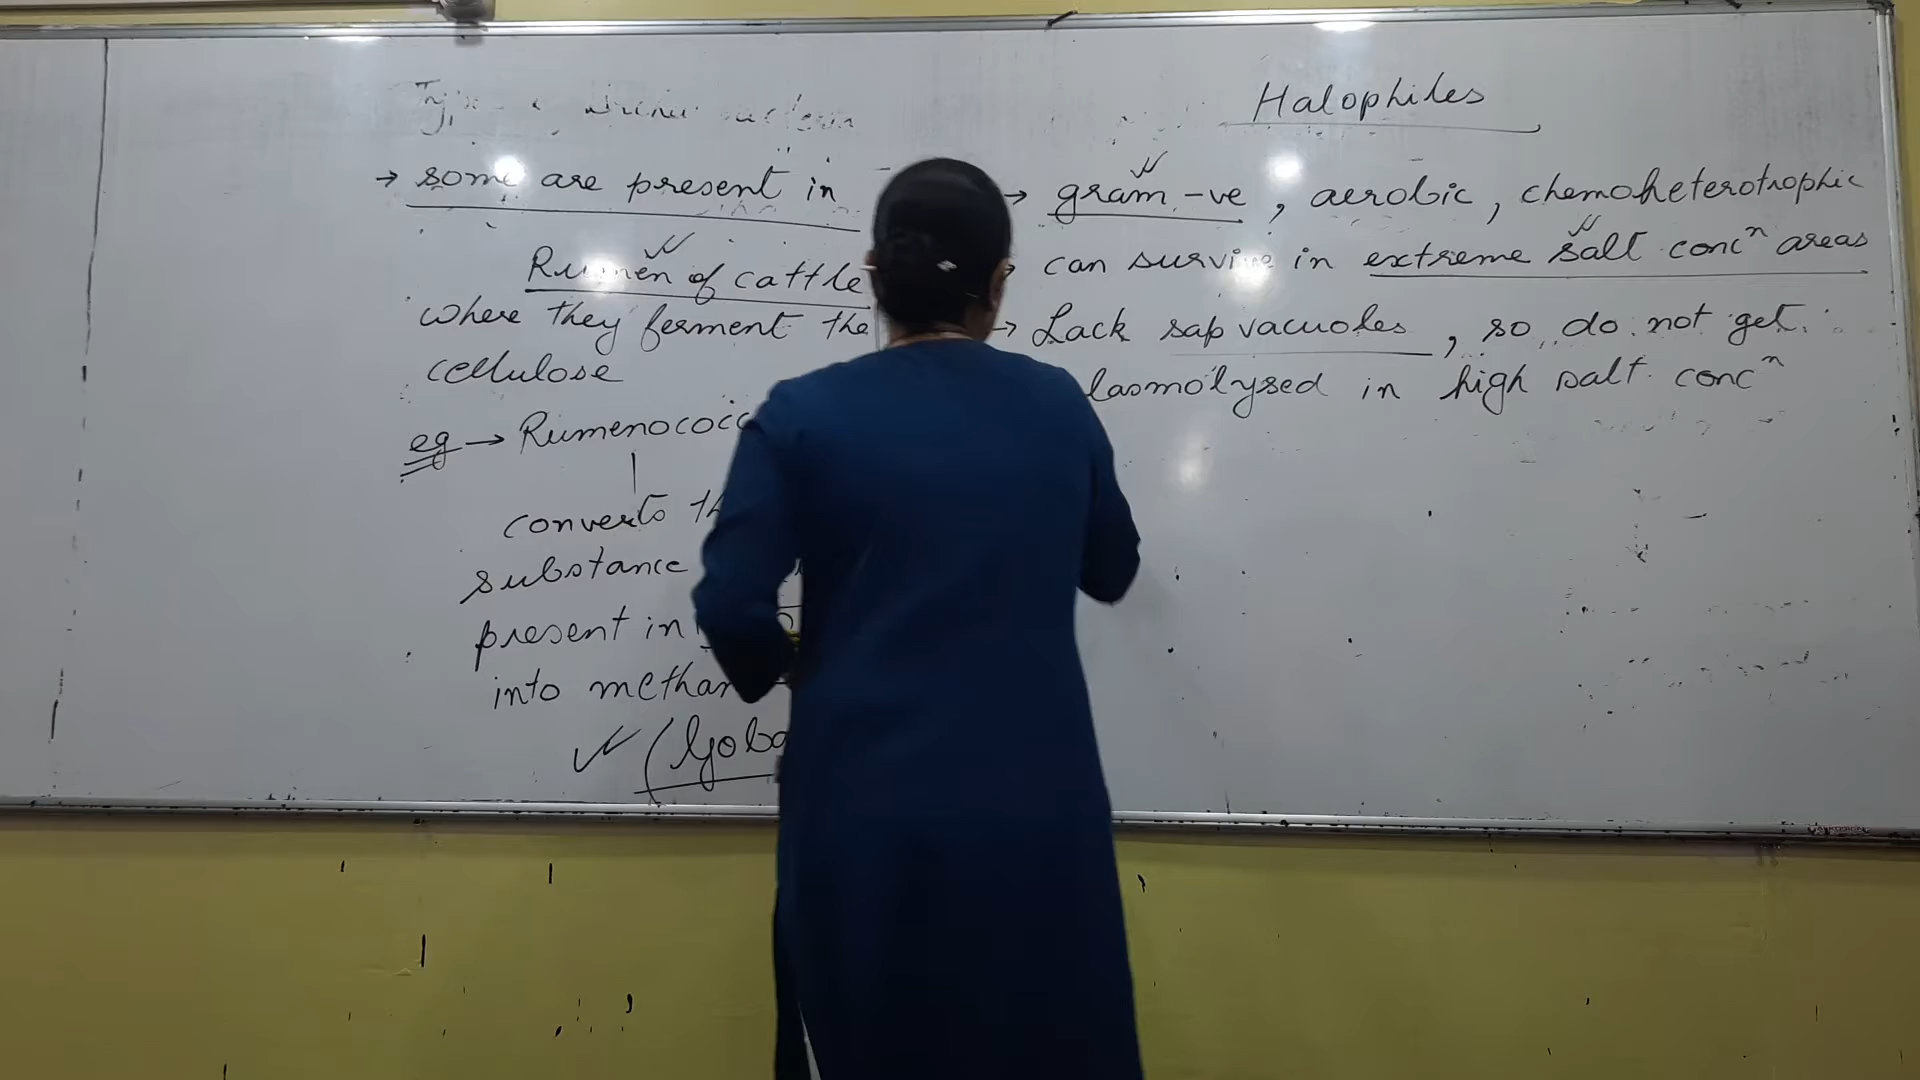 → some are present in
Rumen of cattle
where they ferment the
cellulose
eg → Rumenococc
converts th
substance
present in
into methan
(Goba
Halophiles
→ gram -ve, aerobic, chemoheterotrophic
can survive in extreme salt concⁿ areas
→ Lack sap vacuoles, so do not get
lasmolysed in high salt concⁿ